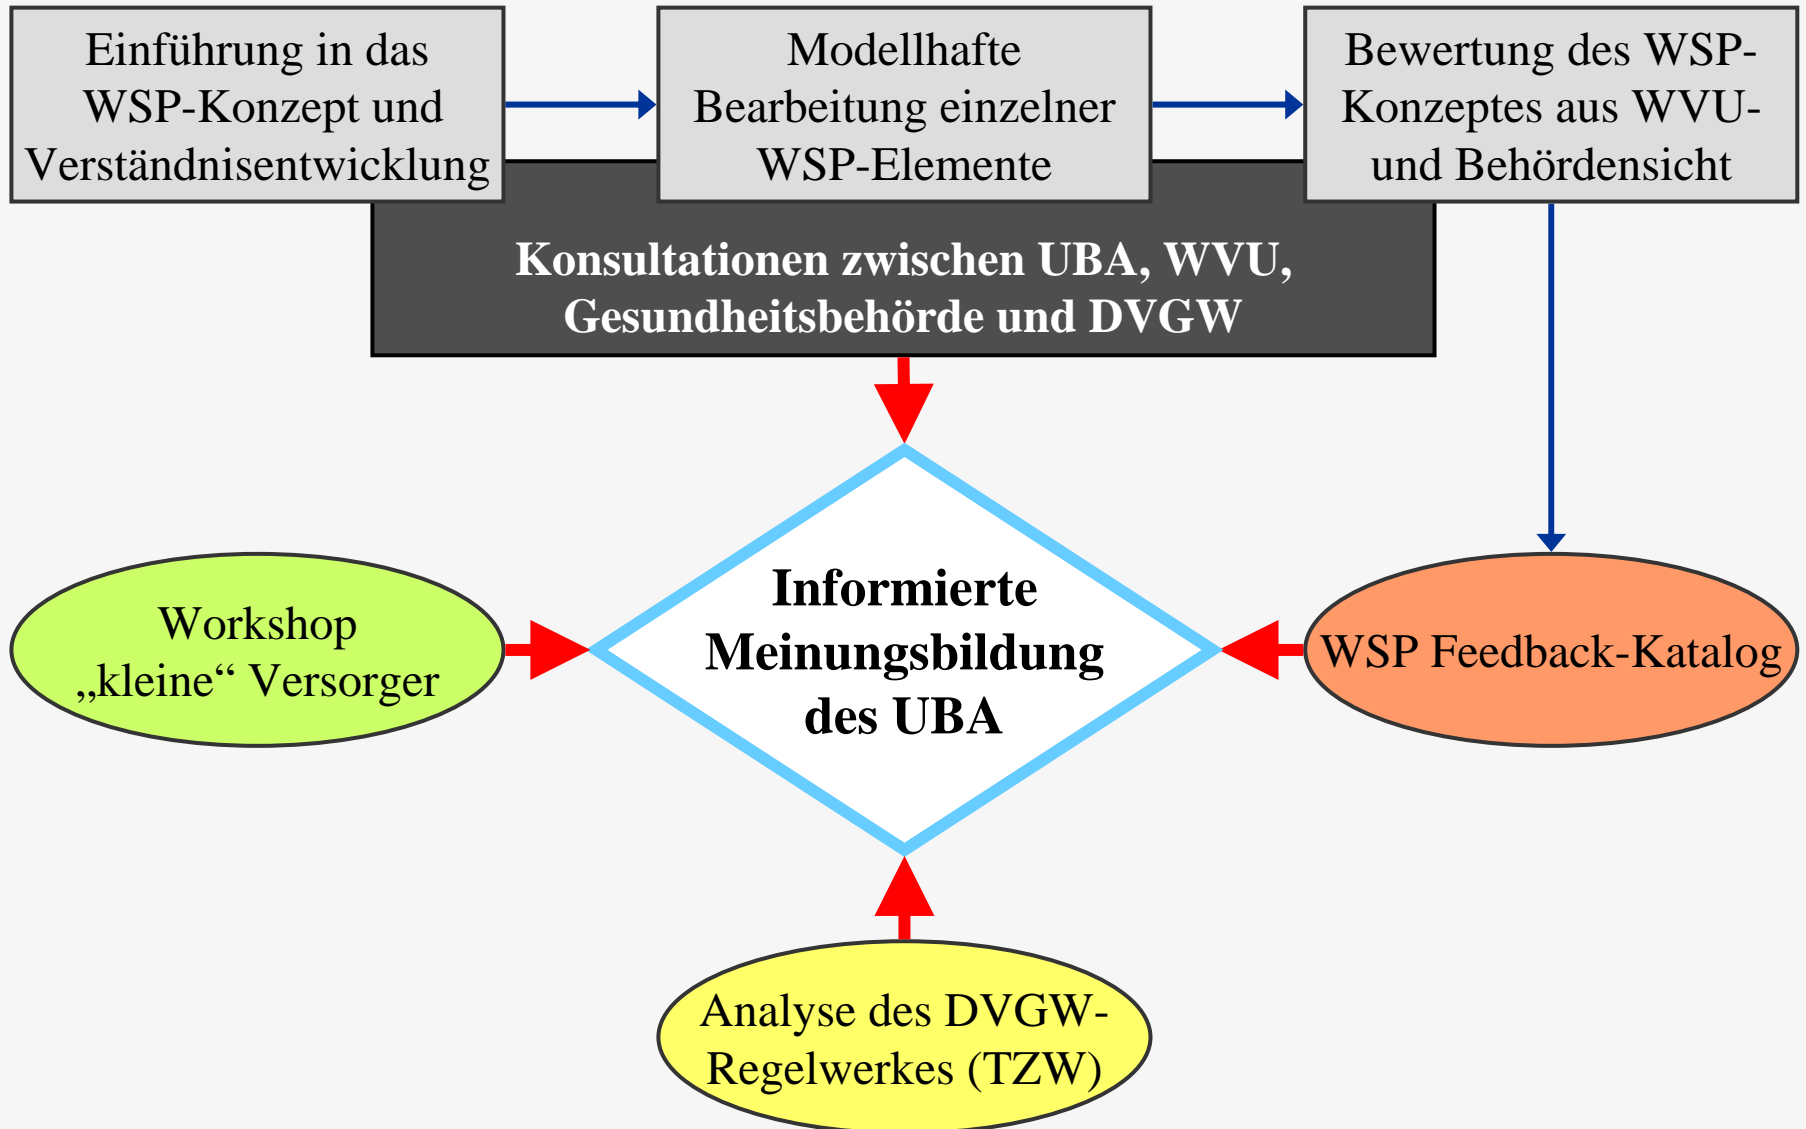 Einführung in das
WSP-Konzept und
Verständnisentwicklung
Modellhafte
Bearbeitung einzelner
WSP-Elemente
Bewertung des WSP-
Konzeptes aus WVU-
und Behördensicht
Konsultationen zwischen UBA, WVU,
Gesundheitsbehörde und DVGW
Workshop
„kleine“ Versorger
Informierte
Meinungsbildung
des UBA
WSP Feedback-Katalog
Analyse des DVGW-
Regelwerkes (TZW)